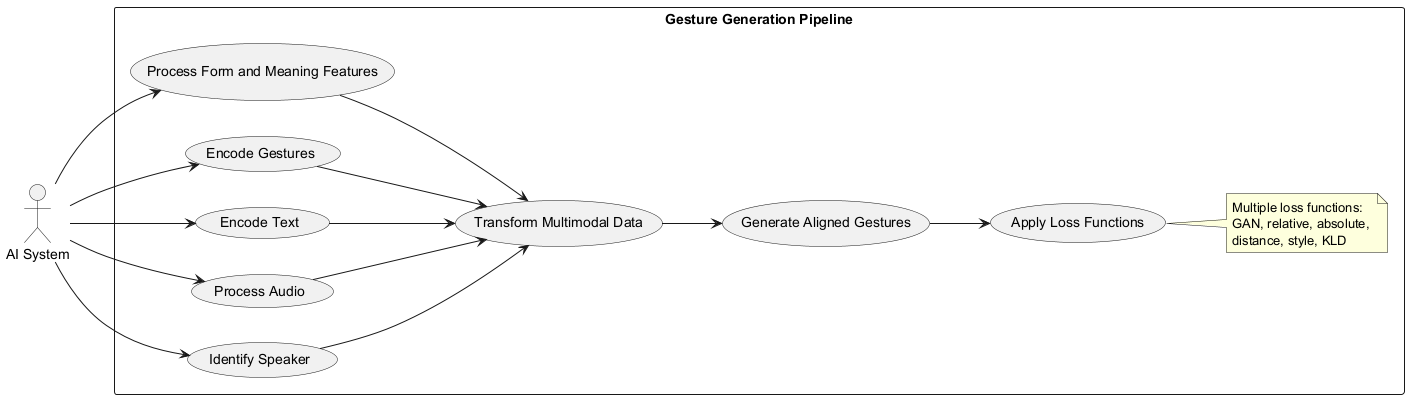 Gesture Generation Pipeline
Process Form and Meaning Features
Encode Gestures
Encode Text
Process Audio
Identify Speaker
AI System
Transform Multimodal Data
Generate Aligned Gestures
Apply Loss Functions
Multiple loss functions:
GAN, relative, absolute,
distance, style, KLD